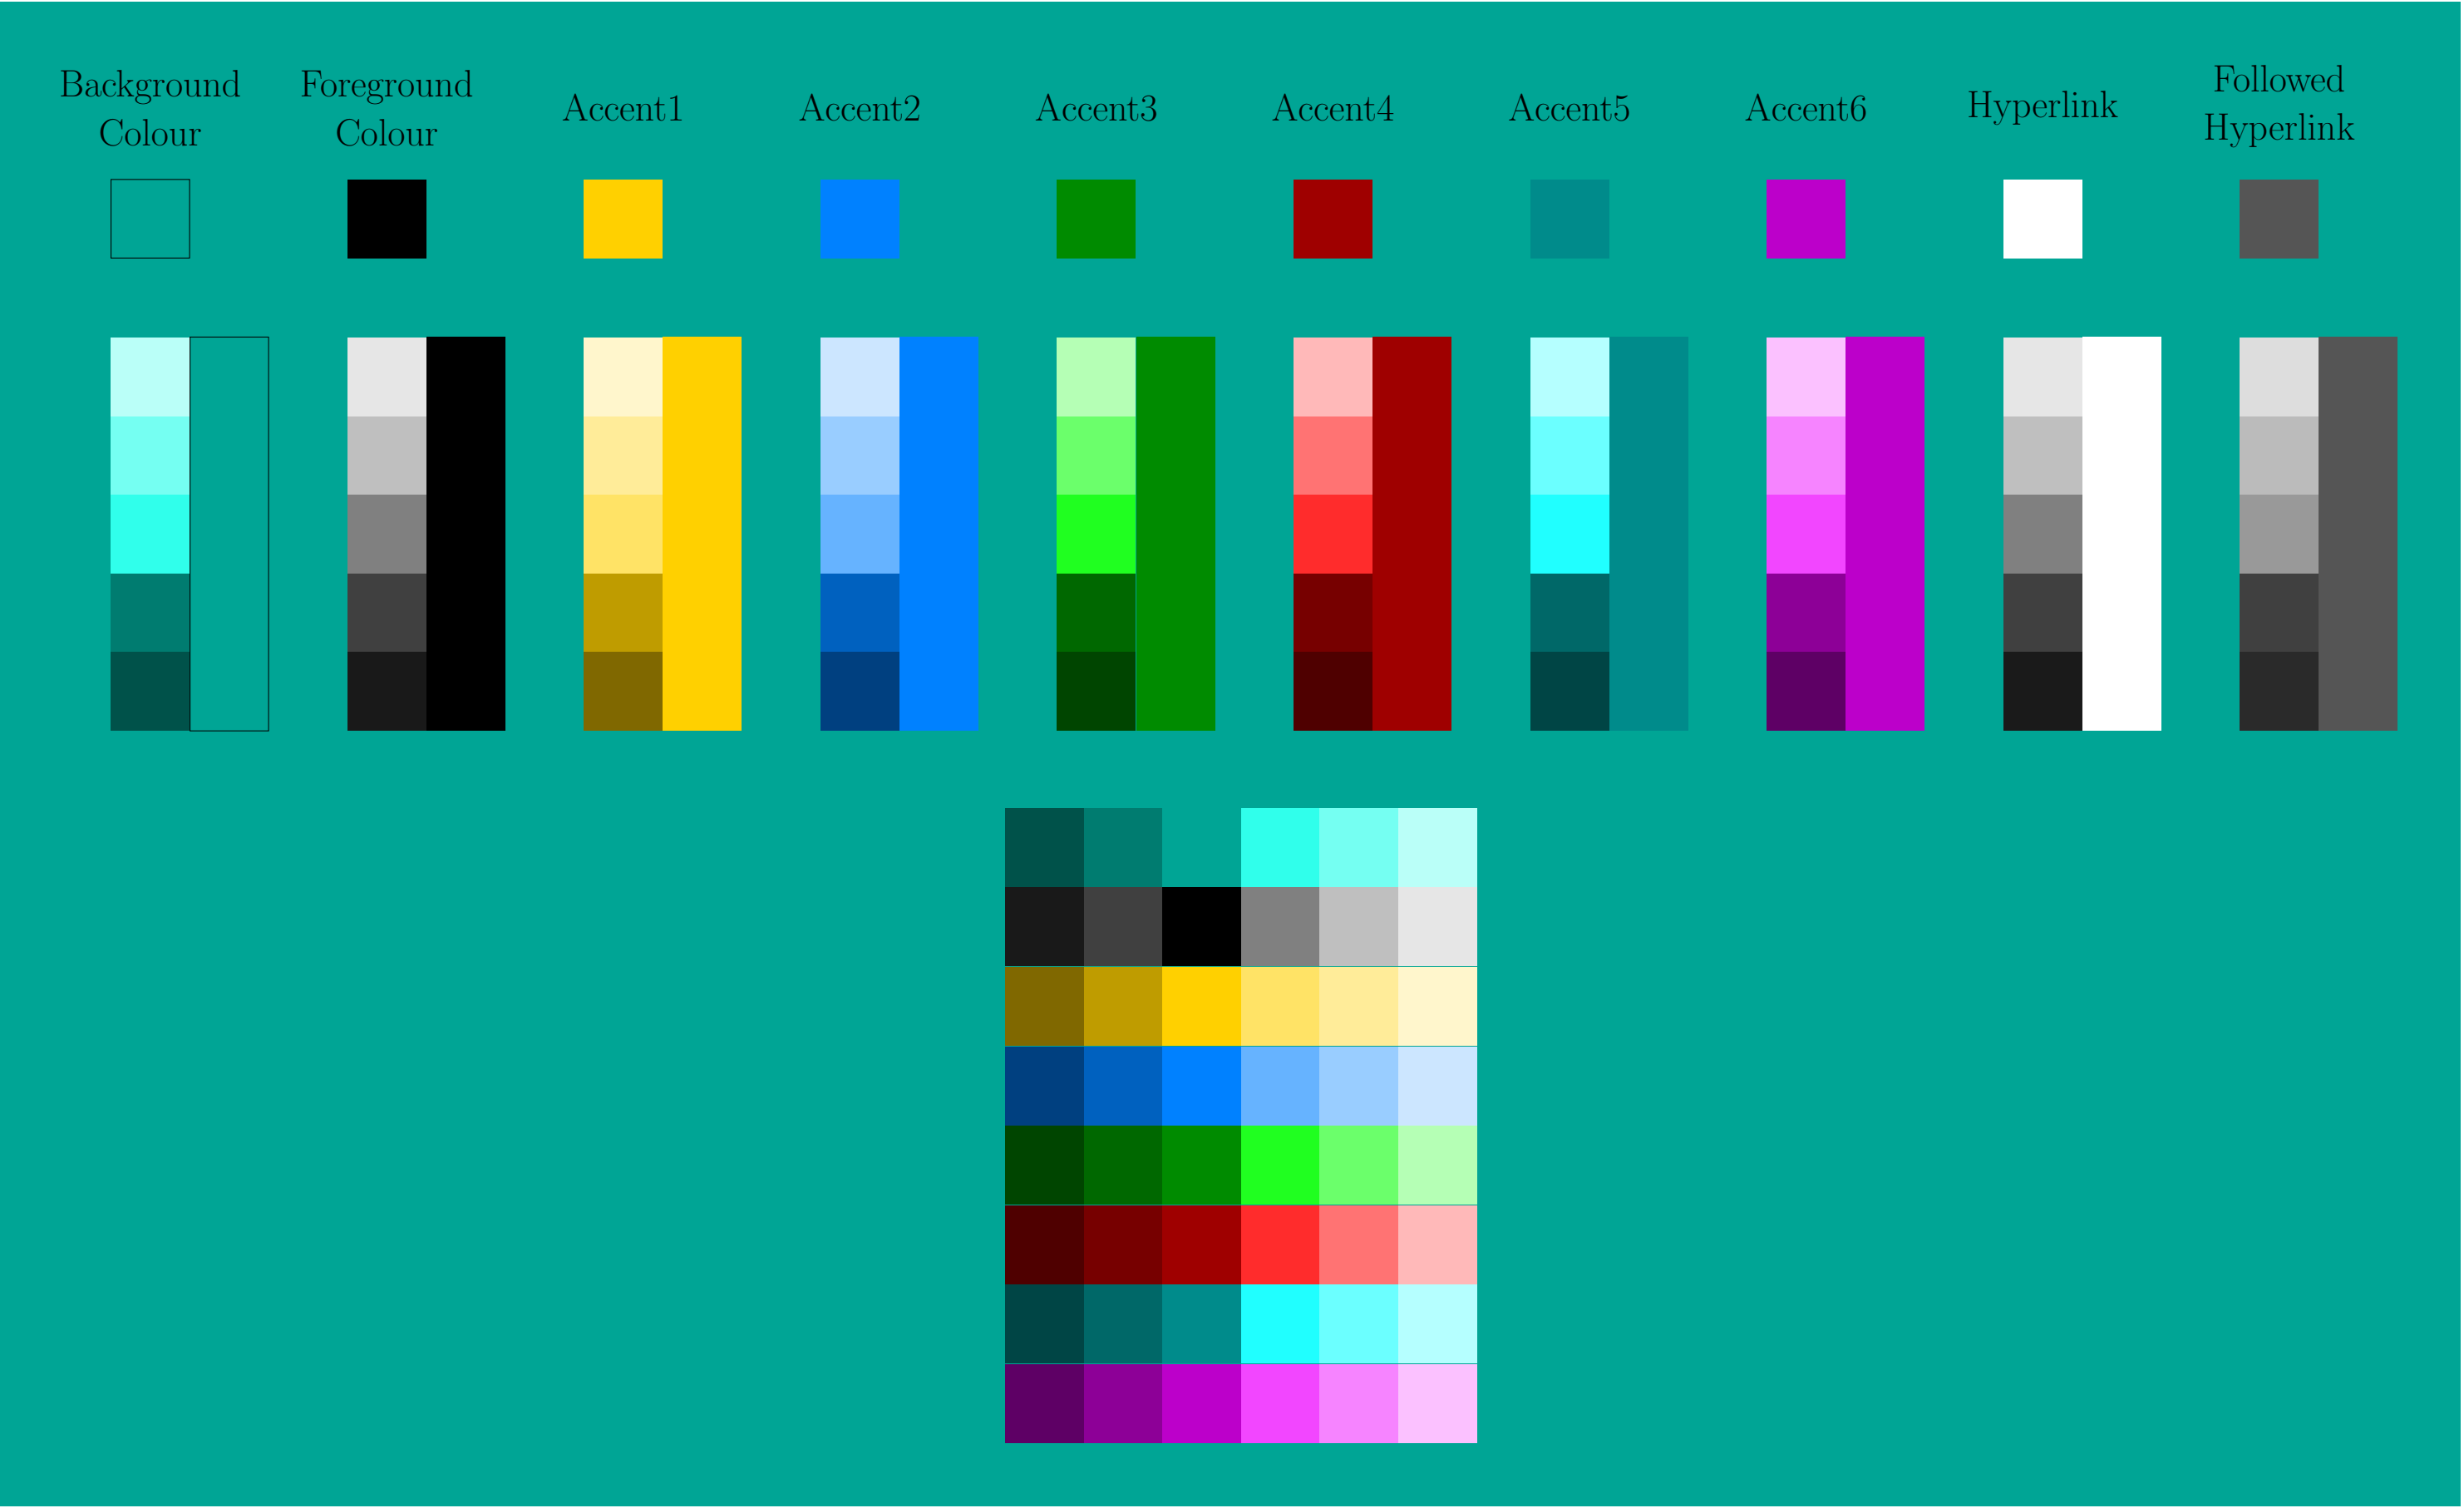 Background
Colour
Foreground
Colour
Accent1
Accent2
Accent3
Accent4
Accent5
Accent6
Hyperlink
Followed
Hyperlink